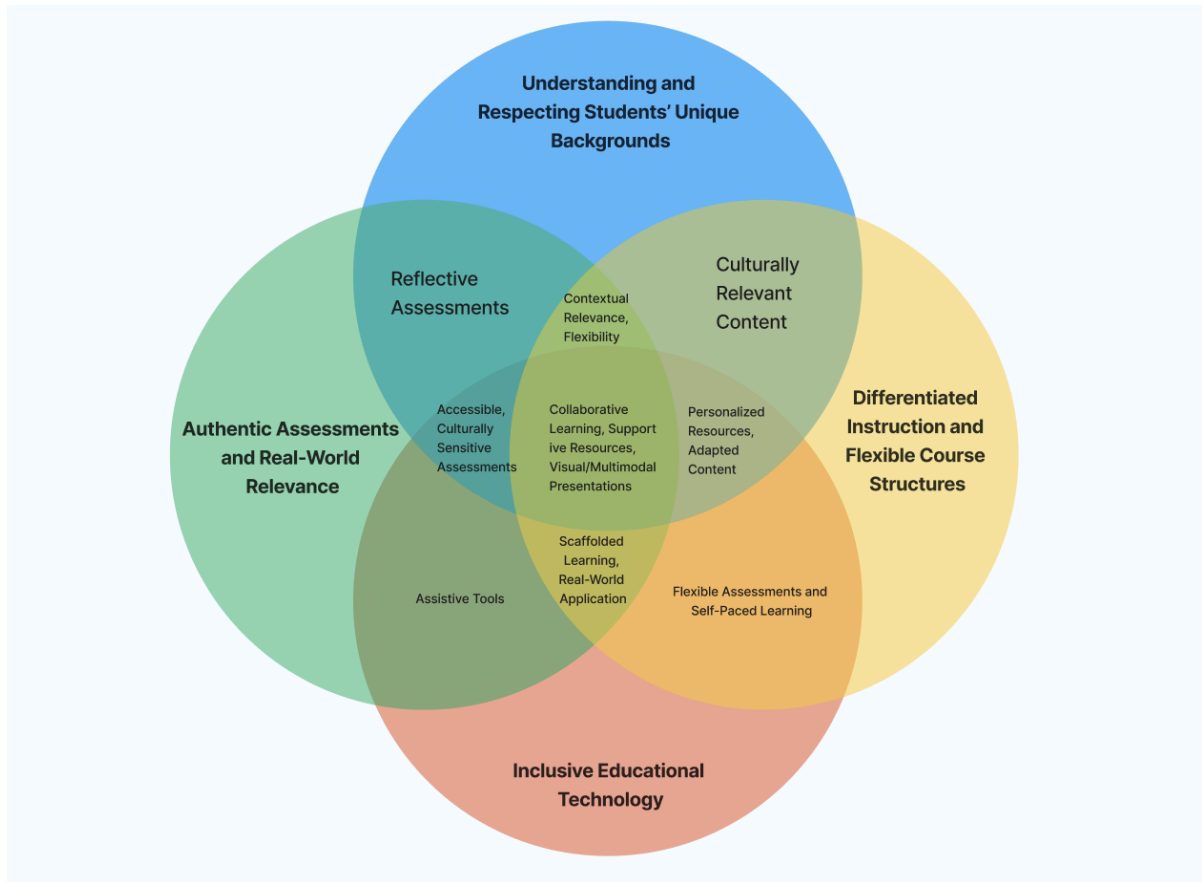 Understanding and
Respecting Students’ Unique
Backgrounds
Reflective
Assessments
Culturally
Relevant
Content
Contextual
Relevance,
Flexibility
Authentic Assessments
and Real-World
Relevance
Accessible,
Culturally
Sensitive
Assessments
Collaborative
Learning, Support
ive Resources,
Visual/Multimodal
Presentations
Personalized
Resources,
Adapted
Content
Differentiated
Instruction and
Flexible Course
Structures
Assistive Tools
Scaffolded
Learning,
Real-World
Application
Flexible Assessments and
Self-Paced Learning
Inclusive Educational
Technology